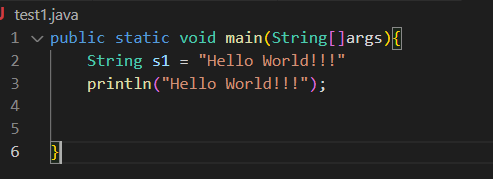 test1.java
1 public static void main(String[]args){
2 String s1 = "Hello World!!!"
3 println("Hello World!!!");
4
5
6 }